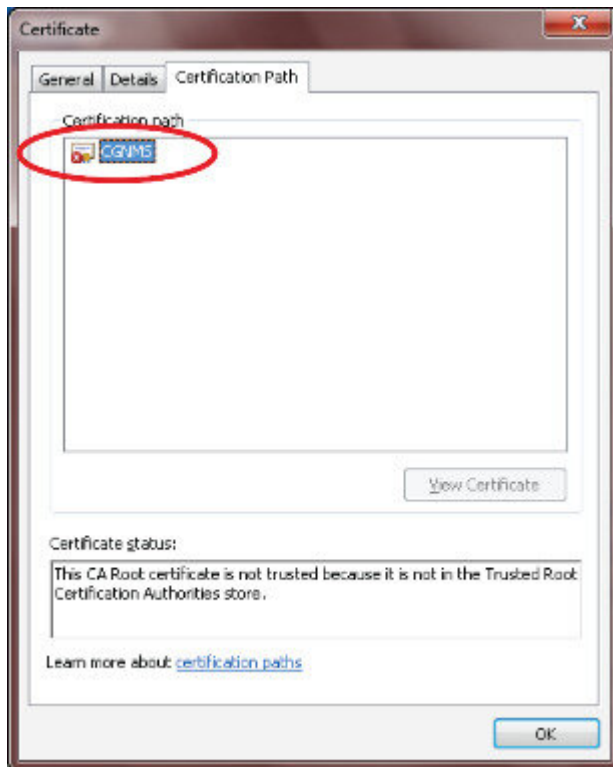 Certificate
General Details Certification Path
Certification path
CGNMS
View Certificate
Certificate status:
This CA Root certificate is not trusted because it is not in the Trusted Root
Certification Authorities store.
Learn more about certification paths
OK